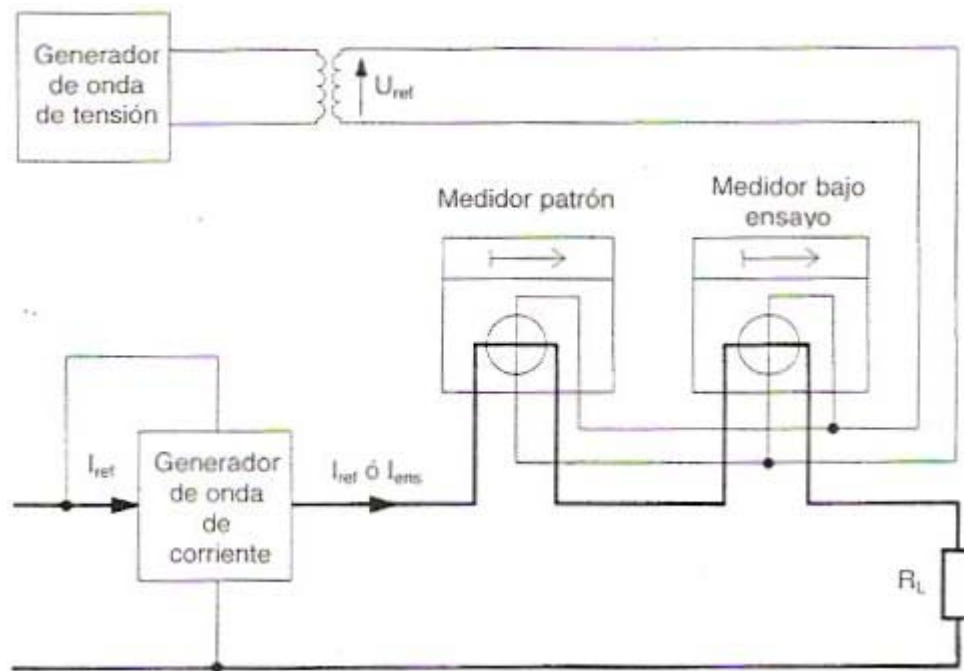 Generador
de onda
de tensión
U_ref
Medidor patrón
Medidor bajo
ensayo
I_ref
Generador
de onda
de
corriente
I_ref ó I_ens
R_L